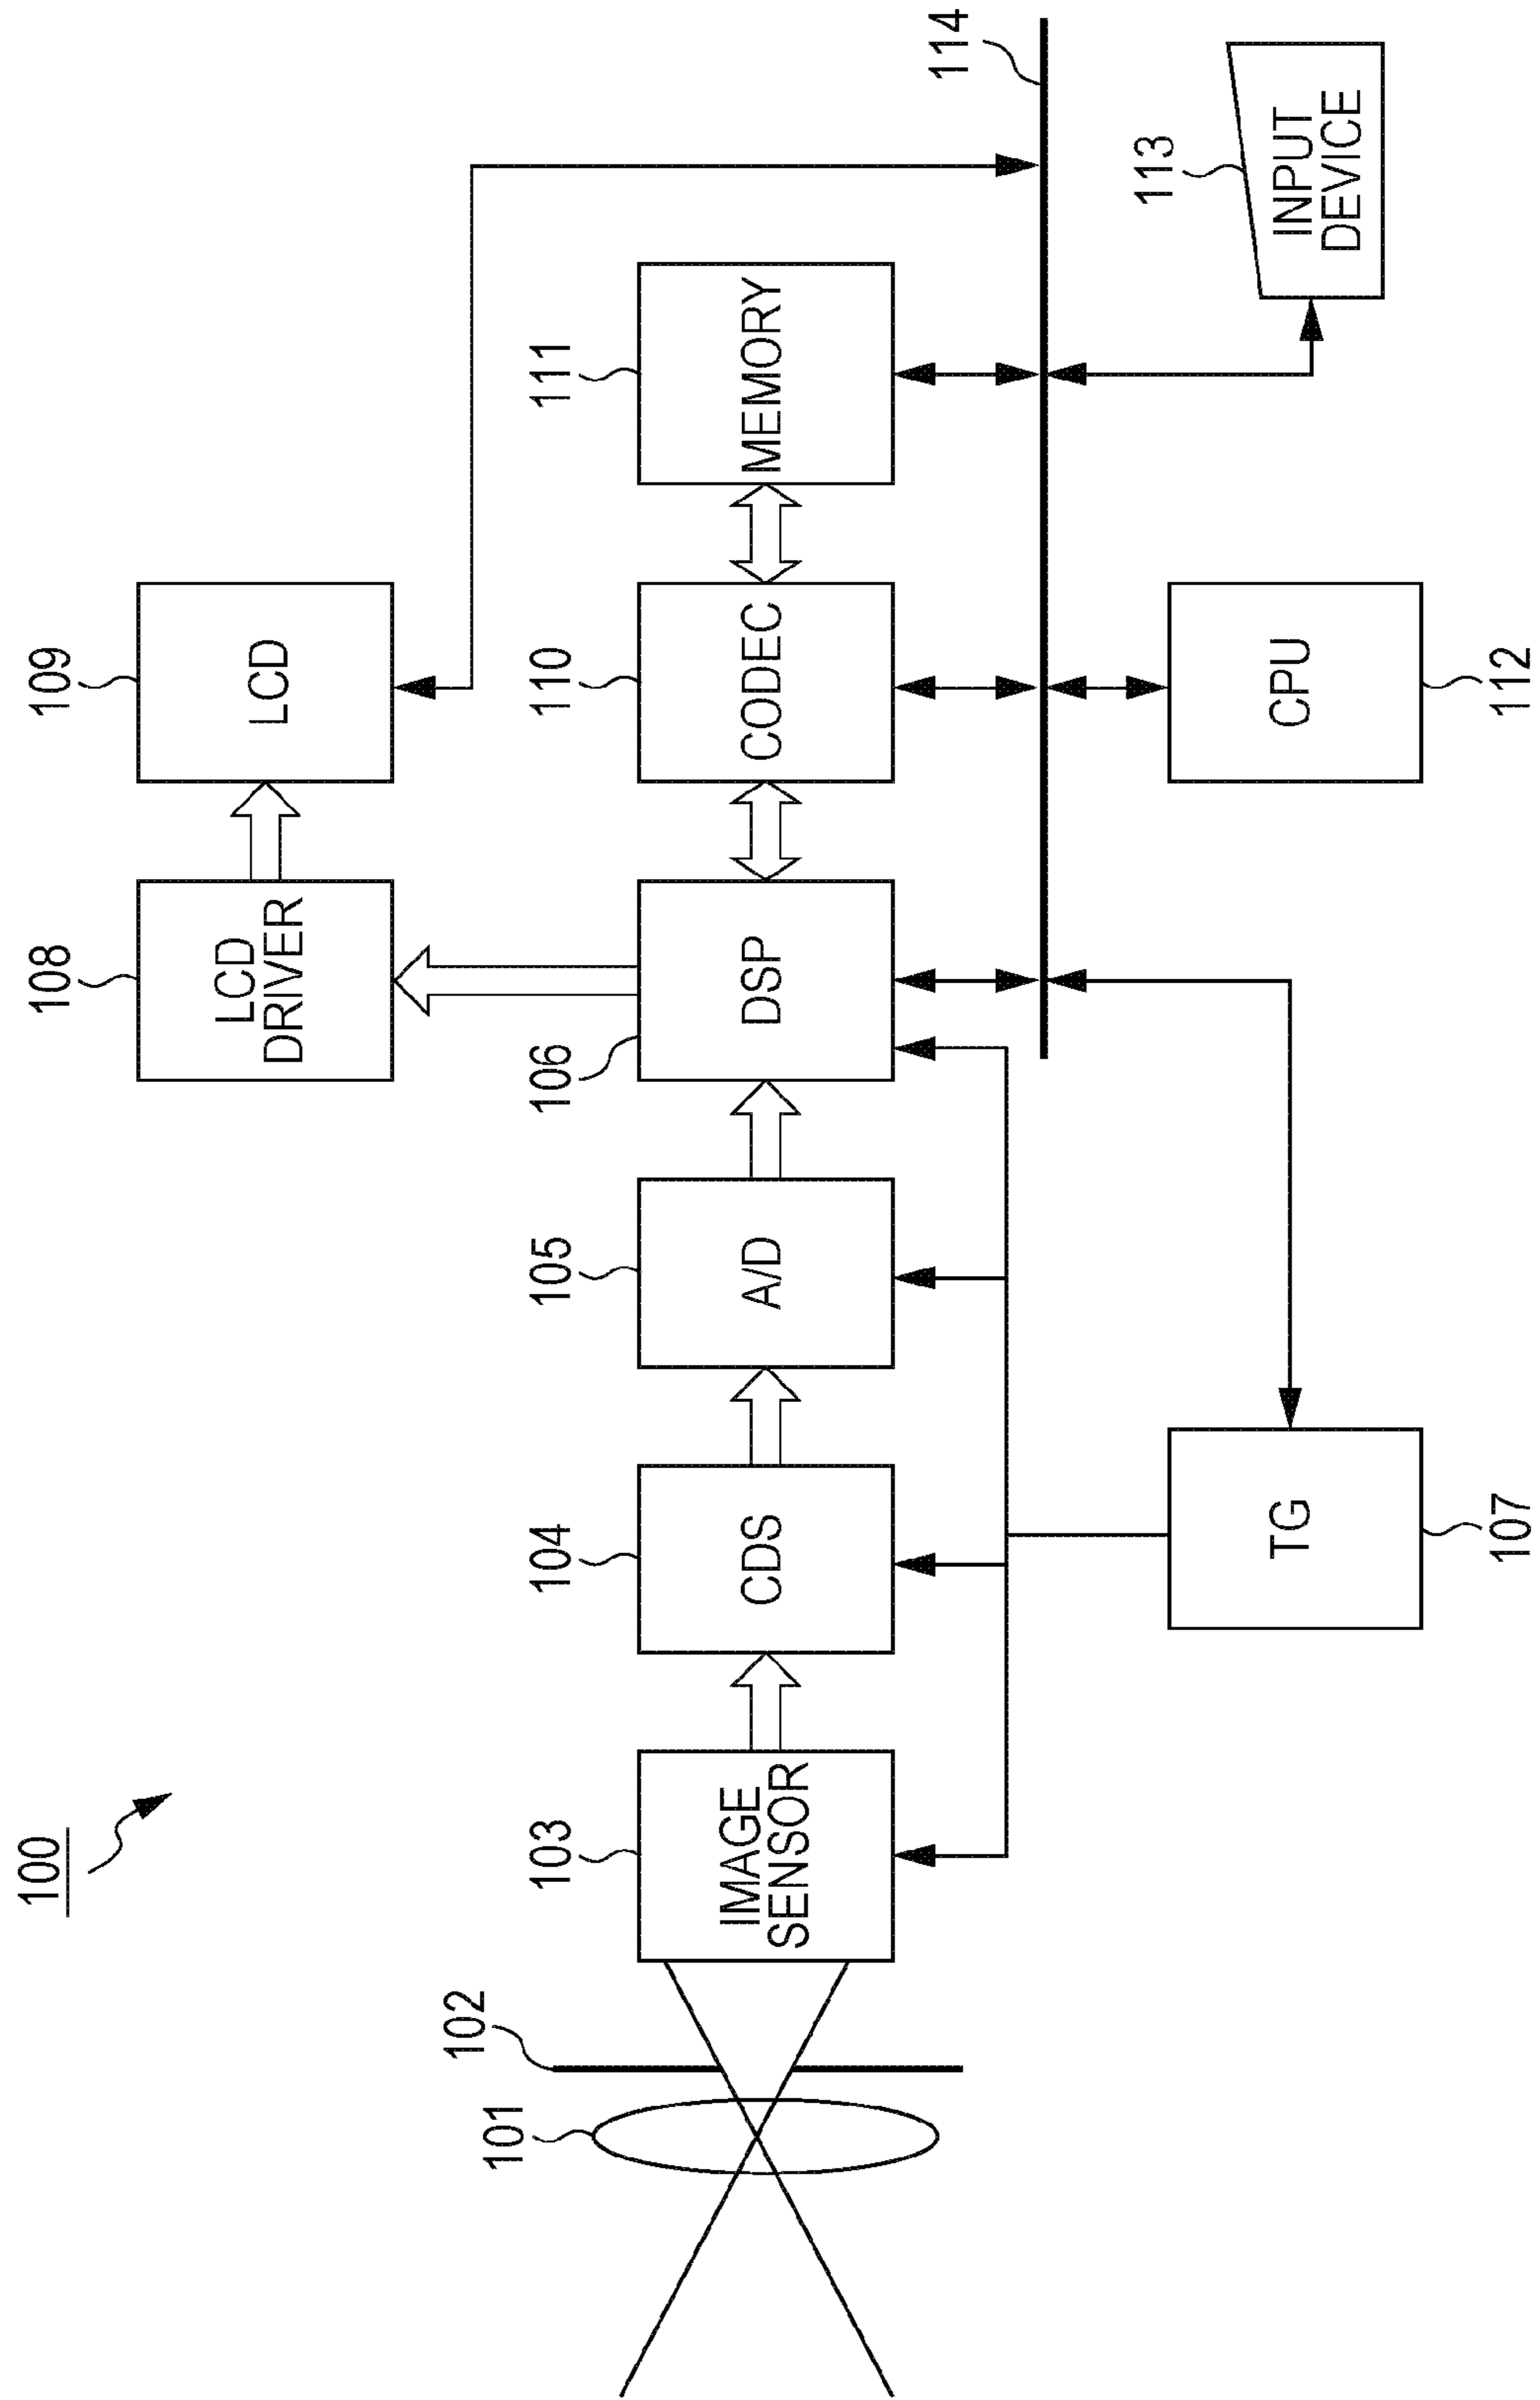 100
109
LCD
108
LCD
DRIVER
114
101
102
103
IMAGE
SENSOR
104
CDS
105
A/D
106
DSP
110
CODEC
111
MEMORY
113
INPUT
DEVICE
TG
107
CPU
112